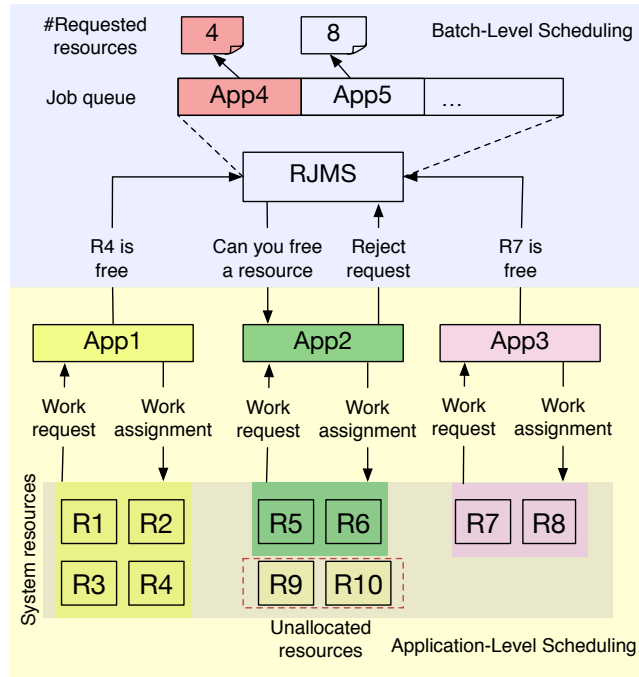 #Requested
resources
4
8
Batch-Level Scheduling
Job queue
App4
App5
...
RJMS
R4 is
free
Can you free
a resource
Reject
request
R7 is
free
App1
App2
App3
Work
request
Work
assignment
Work
request
Work
assignment
Work
request
Work
assignment
System resources
R1
R2
R5
R6
R7
R8
R3
R4
R9
R10
Unallocated
resources
Application-Level Scheduling